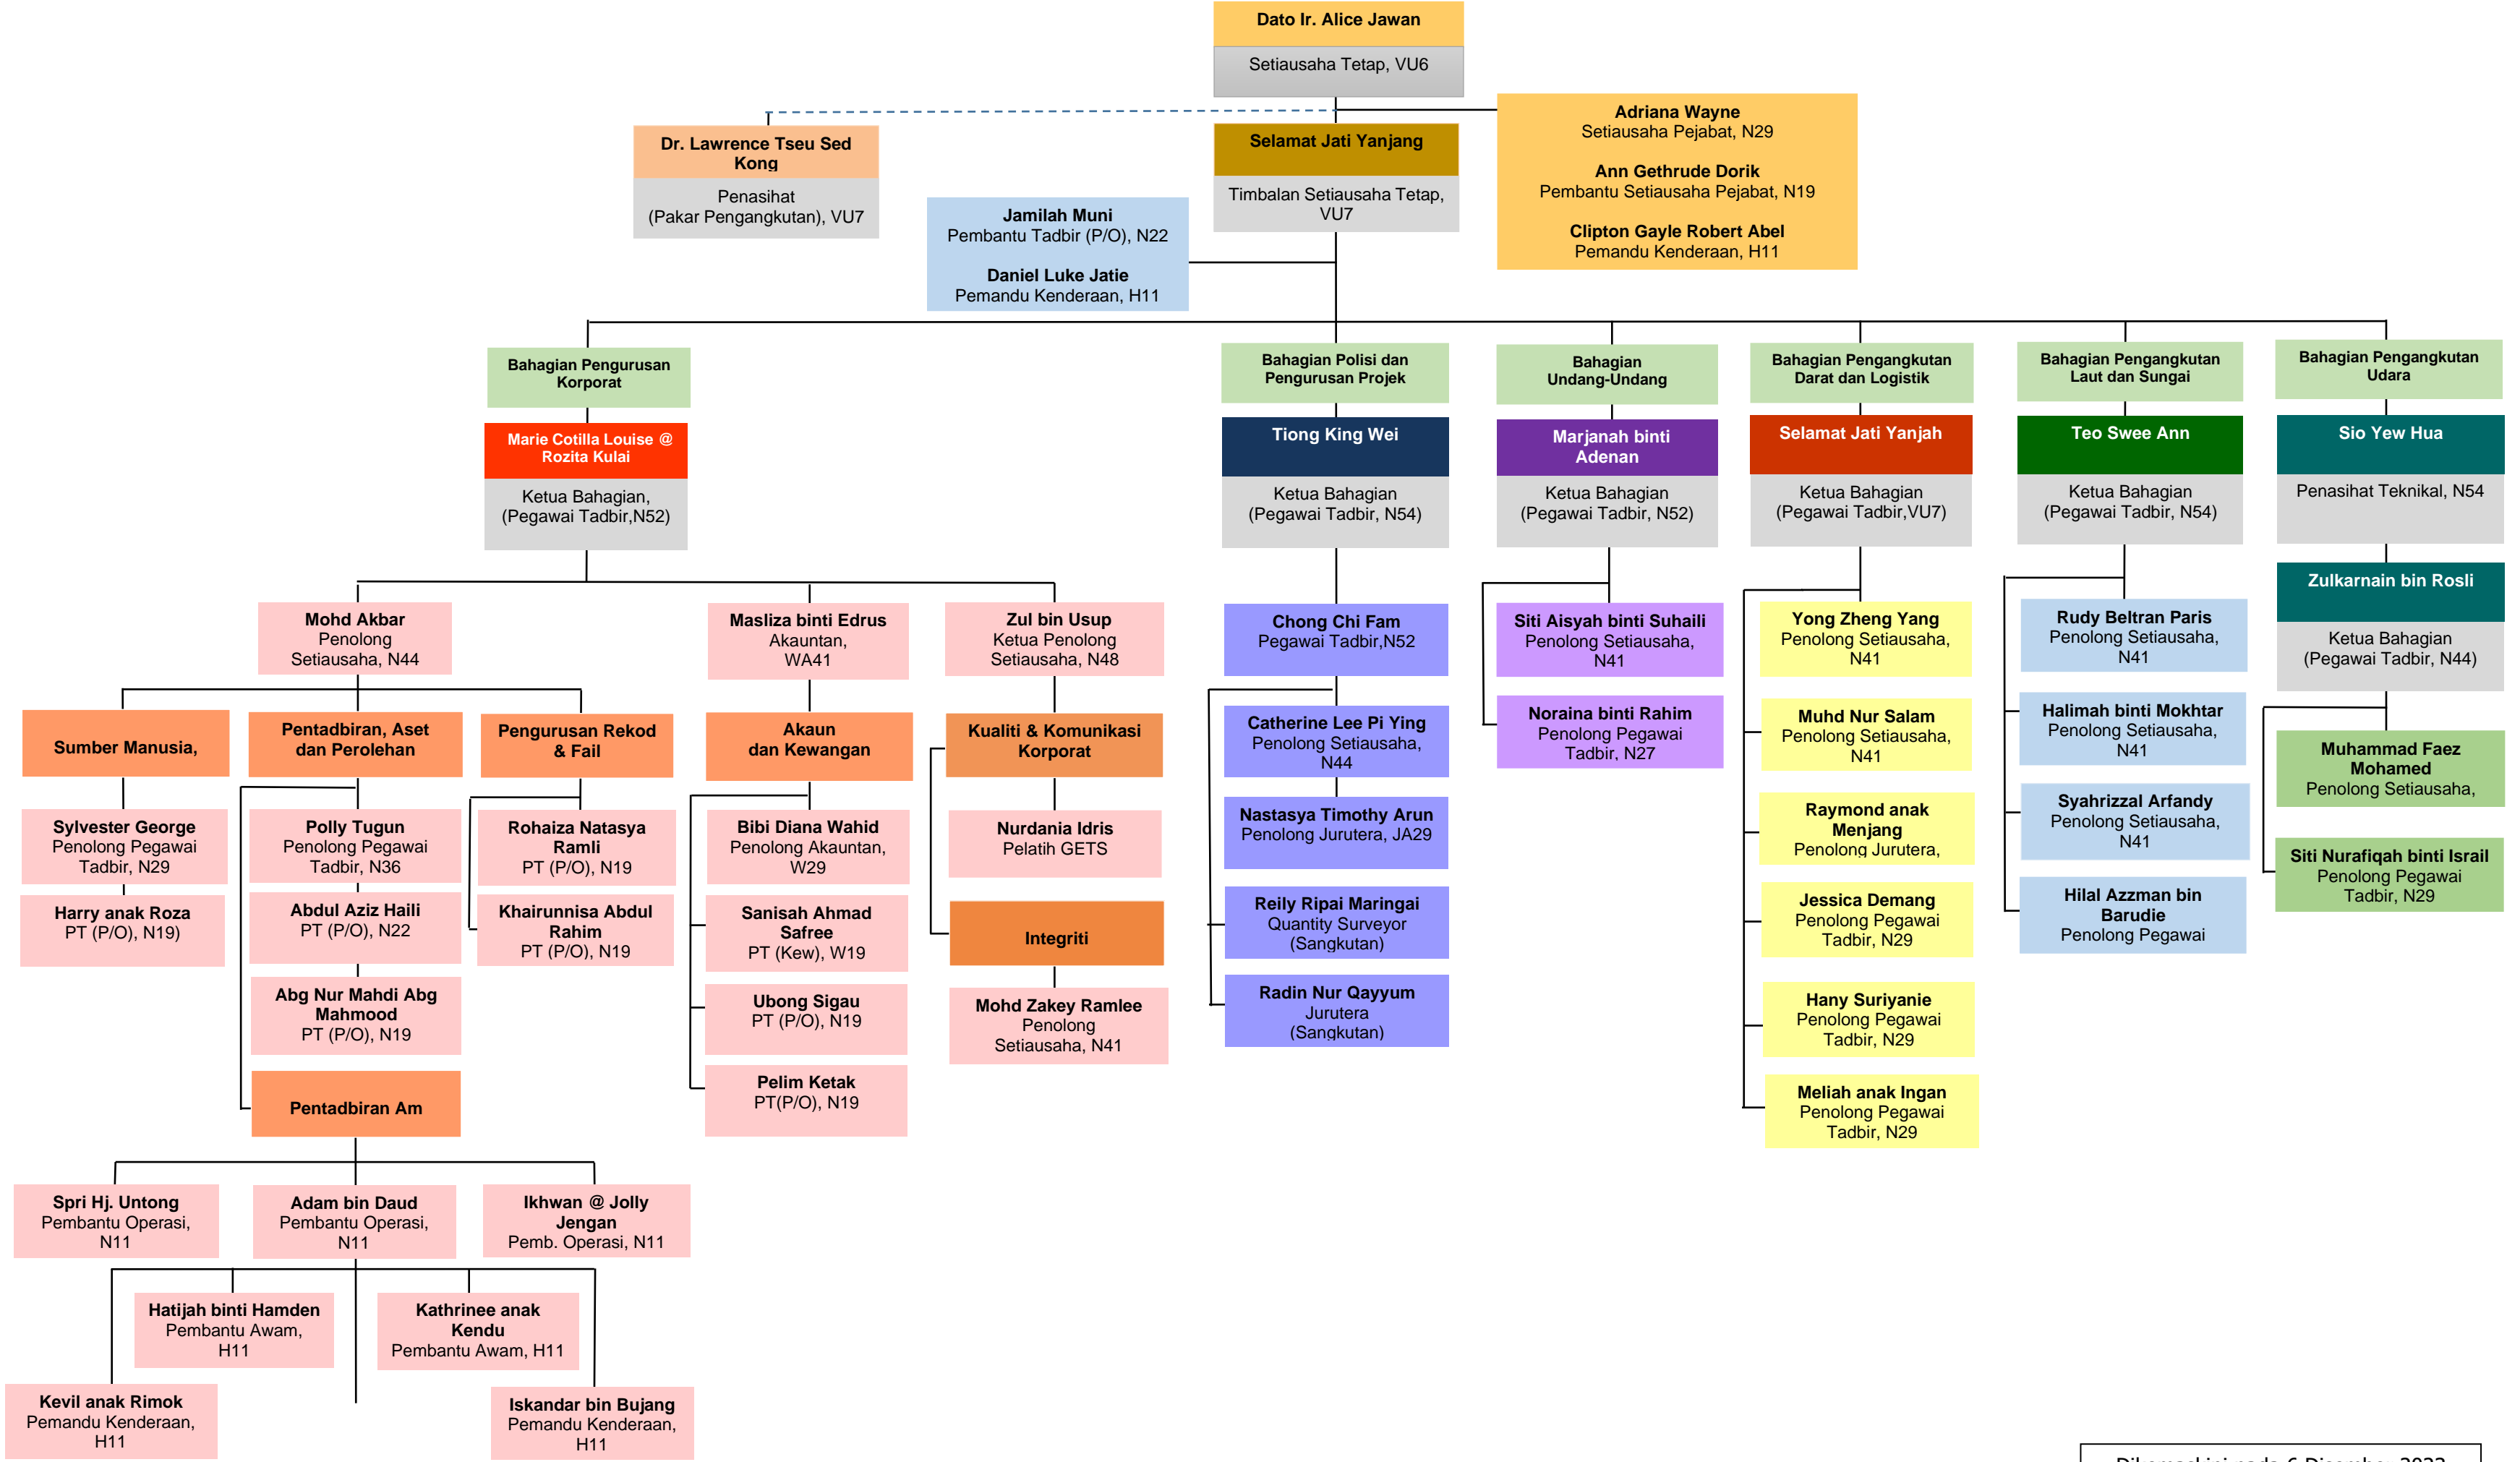 Dato Ir. Alice Jawan
Setiausaha Tetap, VU6
Adriana Wayne
Setiausaha Pejabat, N29
Ann Gethrude Dorik
Pembantu Setiausaha Pejabat, N19
Clipton Gayle Robert Abel
Pemandu Kenderaan, H11
Dr. Lawrence Tseu Sed
Kong
Penasihat
(Pakar Pengangkutan), VU7
Selamat Jati Yanjang
Timbalan Setiausaha Tetap,
VU7
Jamilah Muni
Pembantu Tadbir (P/O), N22
Daniel Luke Jatie
Pemandu Kenderaan, H11
Bahagian Pengurusan
Korporat
Marie Cotilla Louise @
Rozita Kulai
Ketua Bahagian,
(Pegawai Tadbir,N52)
Mohd Akbar
Penolong
Setiausaha, N44
Masliza binti Edrus
Akauntan,
WA41
Zul bin Usup
Ketua Penolong
Setiausaha, N48
Sumber Manusia,
Sylvester George
Penolong Pegawai
Tadbir, N29
Harry anak Roza
PT (P/O), N19)
Pentadbiran, Aset
dan Perolehan
Polly Tugun
Penolong Pegawai
Tadbir, N36
Abdul Aziz Haili
PT (P/O), N22
Abg Nur Mahdi Abg
Mahmood
PT (P/O), N19
Pentadbiran Am
Pengurusan Rekod
& Fail
Rohaiza Natasya
Ramli
PT (P/O), N19
Khairunnisa Abdul
Rahim
PT (P/O), N19
Akaun
dan Kewangan
Bibi Diana Wahid
Penolong Akauntan,
W29
Sanisah Ahmad
Safree
PT (Kew), W19
Ubong Sigau
PT (P/O), N19
Pelim Ketak
PT(P/O), N19
Kualiti & Komunikasi
Korporat
Nurdania Idris
Pelatih GETS
Integriti
Mohd Zakey Ramlee
Penolong
Setiausaha, N41
Spri Hj. Untong
Pembantu Operasi,
N11
Adam bin Daud
Pembantu Operasi,
N11
Ikhwan @ Jolly
Jengan
Pemb. Operasi, N11
Hatijah binti Hamden
Pembantu Awam,
H11
Kathrinee anak
Kendu
Pembantu Awam, H11
Kevil anak Rimok
Pemandu Kenderaan,
H11
Iskandar bin Bujang
Pemandu Kenderaan,
H11
Bahagian Polisi dan
Pengurusan Projek
Tiong King Wei
Ketua Bahagian
(Pegawai Tadbir, N54)
Chong Chi Fam
Pegawai Tadbir,N52
Catherine Lee Pi Ying
Penolong Setiausaha,
N44
Nastasya Timothy Arun
Penolong Jurutera, JA29
Reily Ripai Maringai
Quantity Surveyor
(Sangkutan)
Radin Nur Qayyum
Jurutera
(Sangkutan)
Bahagian
Undang-Undang
Marjanah binti
Adenan
Ketua Bahagian
(Pegawai Tadbir, N52)
Siti Aisyah binti Suhaili
Penolong Setiausaha,
N41
Noraina binti Rahim
Penolong Pegawai
Tadbir, N27
Bahagian Pengangkutan
Darat dan Logistik
Selamat Jati Yanjah
Ketua Bahagian
(Pegawai Tadbir,VU7)
Yong Zheng Yang
Penolong Setiausaha,
N41
Muhd Nur Salam
Penolong Setiausaha,
N41
Raymond anak
Menjang
Penolong Jurutera,
Jessica Demang
Penolong Pegawai
Tadbir, N29
Hany Suriyanie
Penolong Pegawai
Tadbir, N29
Meliah anak Ingan
Penolong Pegawai
Tadbir, N29
Bahagian Pengangkutan
Laut dan Sungai
Teo Swee Ann
Ketua Bahagian
(Pegawai Tadbir, N54)
Rudy Beltran Paris
Penolong Setiausaha,
N41
Halimah binti Mokhtar
Penolong Setiausaha,
N41
Syahrizzal Arfandy
Penolong Setiausaha,
N41
Hilal Azzman bin
Barudie
Penolong Pegawai
Bahagian Pengangkutan
Udara
Sio Yew Hua
Penasihat Teknikal, N54
Zulkarnain bin Rosli
Ketua Bahagian
(Pegawai Tadbir, N44)
Muhammad Faez
Mohamed
Penolong Setiausaha,
Siti Nurafiqah binti Israil
Penolong Pegawai
Tadbir, N29
Dikemaskini pada 6 Disember 2022